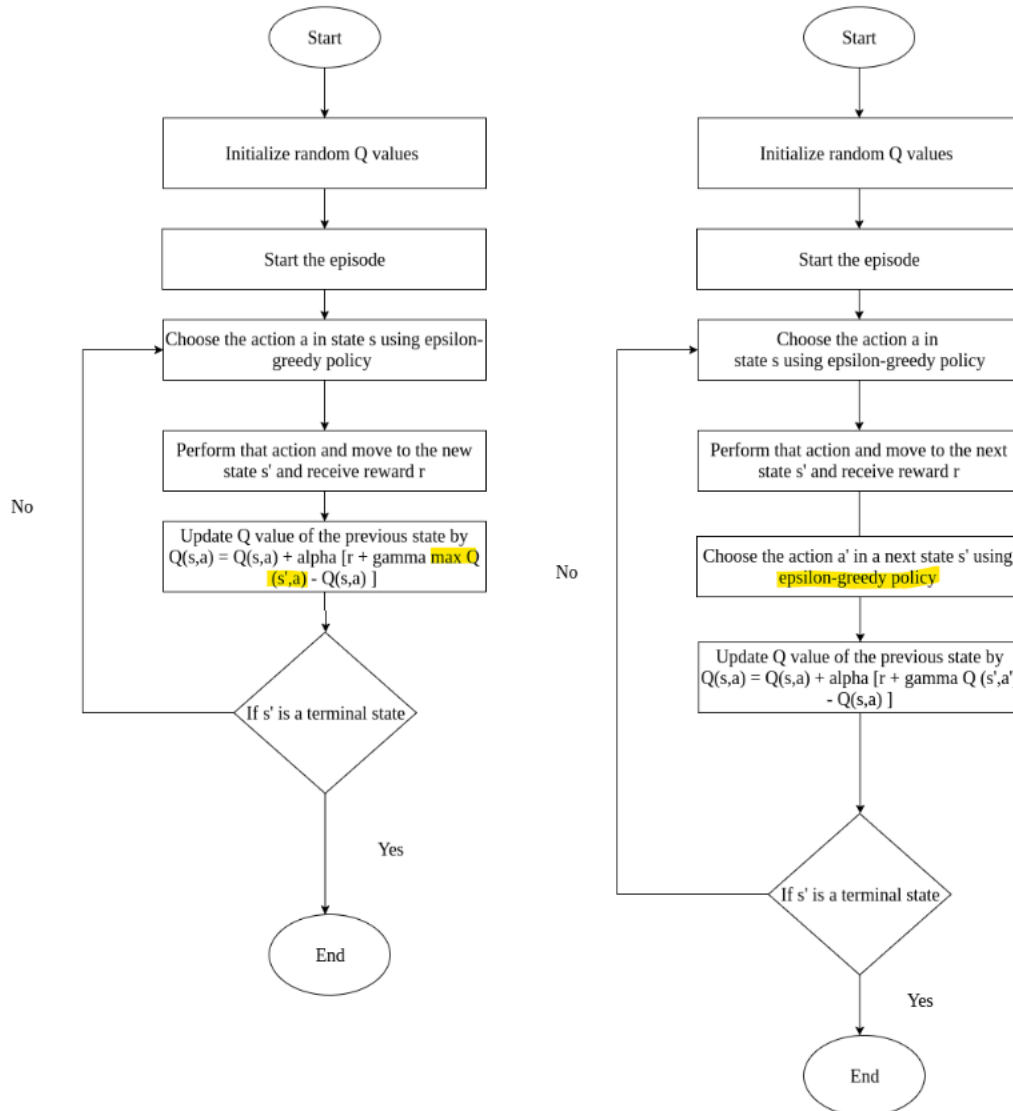 Start
Initialize random Q values
Start the episode
Choose the action a in state s using epsilon-
greedy policy
Perform that action and move to the new
state s' and receive reward r
No
Update Q value of the previous state by
Q(s,a) = Q(s,a) + alpha [r + gamma max Q
(s',a) - Q(s,a) ]
If s' is a terminal state
Yes
End
Start
Initialize random Q values
Start the episode
Choose the action a in
state s using epsilon-greedy policy
Perform that action and move to the next
state s' and receive reward r
No
Choose the action a' in a next state s' using
epsilon-greedy policy
Update Q value of the previous state by
Q(s,a) = Q(s,a) + alpha [r + gamma Q (s',a'
- Q(s,a) ]
If s' is a terminal state
Yes
End